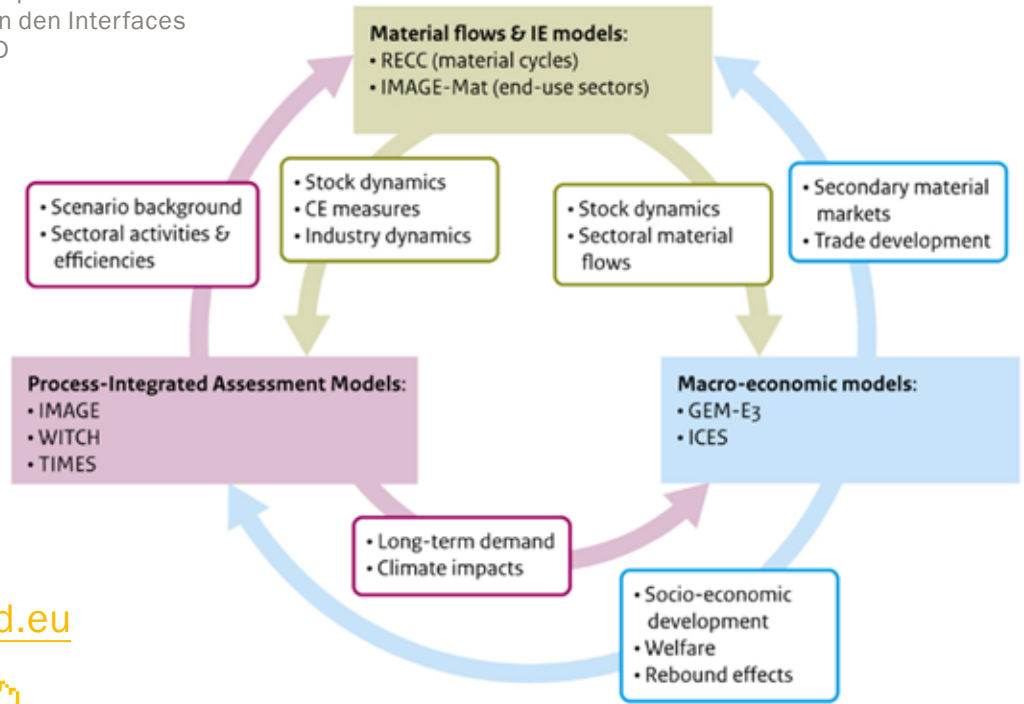 n den Interfaces
Material flows & IE models:
• RECC (material cycles)
• IMAGE-Mat (end-use sectors)
• Scenario background
• Sectoral activities &
efficiencies
• Stock dynamics
• CE measures
• Industry dynamics
• Stock dynamics
• Sectoral material
flows
• Secondary material
markets
• Trade development
Process-Integrated Assessment Models:
• IMAGE
• WITCH
• TIMES
Macro-economic models:
• GEM-E3
• ICES
• Long-term demand
• Climate impacts
• Socio-economic
development
• Welfare
• Rebound effects
d.eu